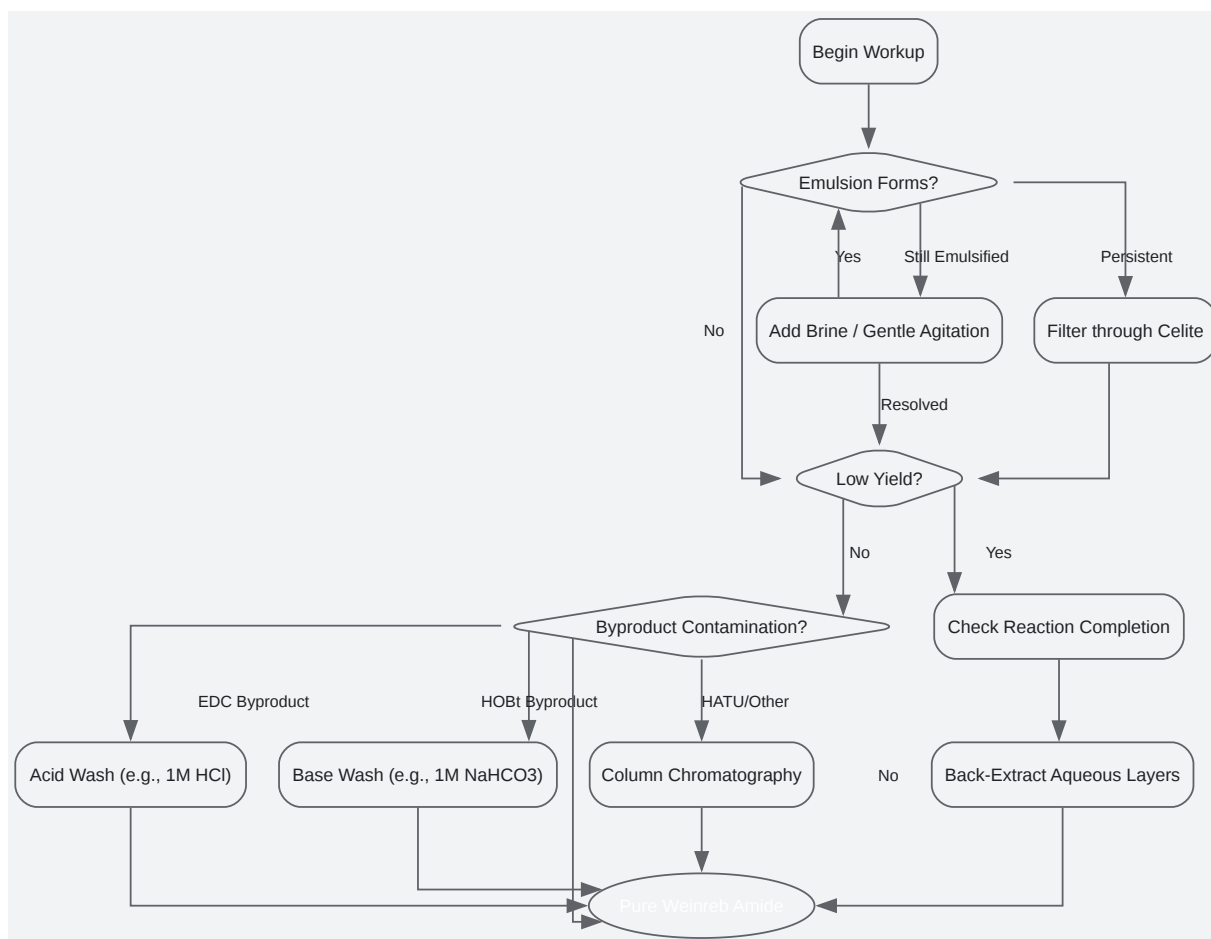 Begin Workup
Emulsion Forms?
Yes
Still Emulsified
Persistent
No
Add Brine / Gentle Agitation
Filter through Celite
Resolved
Low Yield?
No
Yes
Byproduct Contamination?
Check Reaction Completion
EDC Byproduct
HOBt Byproduct
HATU/Other
Acid Wash (e.g., 1M HCl)
Base Wash (e.g., 1M NaHCO3)
Column Chromatography
No
Back-Extract Aqueous Layers
Pure Weinreb Amide